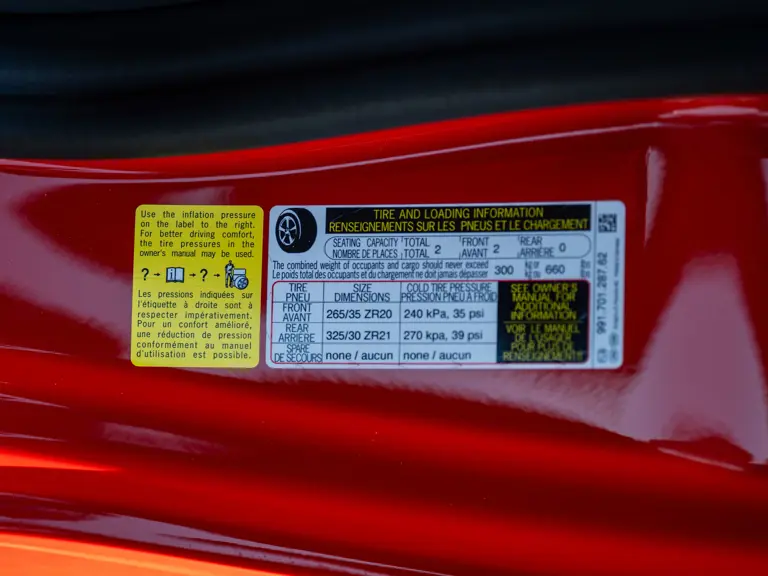 Use the inflation pressure
on the label to the right.
For better driving comfort,
the tire pressures in the
owner's manual may be used.
? → → ? →
Les pressions indiquées sur
l'étiquette à droite sont à
respecter impérativement.
Pour un confort amélioré,
une réduction de pression
conformément au manuel
d'utilisation est possible.
TIRE AND LOADING INFORMATION
RENSEIGNEMENTS SUR LES PNEUS ET LE CHARGEMENT
SEATING CAPACITY TOTAL 2 FRONT 2 REAR 0
NOMBRE DE PLACES TOTAL AVANT ARRIÈRE
The combined weight of occupants and cargo should never exceed 300 660
Le poids total des occupants et du chargement ne doit jamais dépasser
TIRE SIZE COLD TIRE PRESSURE
PNEU DIMENSIONS PRESSION PNEU A FROID
FRONT
AVANT 265/35 ZR20 240 kPa, 35 psi
REAR
ARRIERE 325/30 ZR21 270 kPa, 39 psi
SPARE
DE SECOURS none / aucun none / aucun
SEE OWNER'S
MANUAL FOR
ADDITIONAL
INFORMATION
VOIR LE MANUEL
DE L'USAGER
POUR PLUS DE
RENSEIGNEMENTS
991.701.287.62